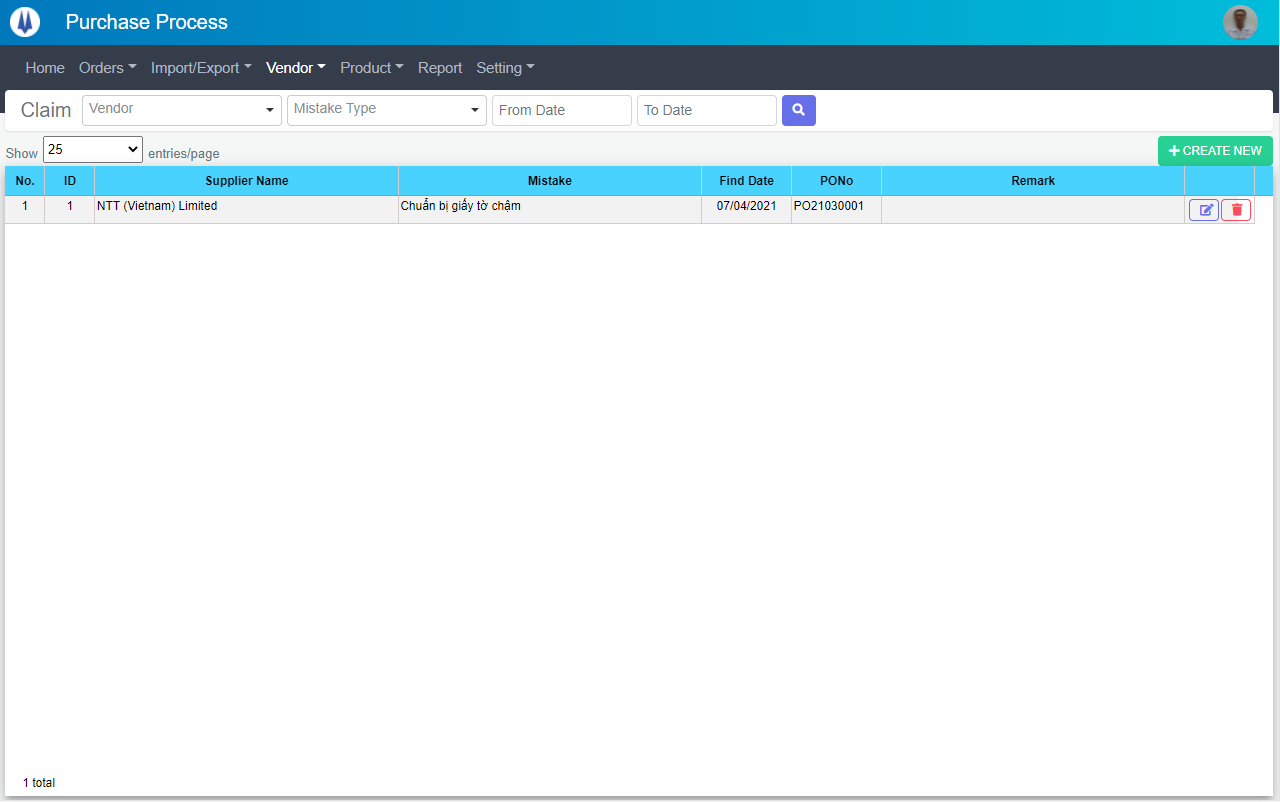 Purchase Process
Home Orders Import/Export Vendor Product Report Setting
Claim Vendor Mistake Type From Date To Date
Show 25 entries/page CREATE NEW
No. ID Supplier Name Mistake Find Date PONo Remark
1 1 NTT (Vietnam) Limited Chuẩn bị giấy tờ chậm 07/04/2021 PO21030001
1 total